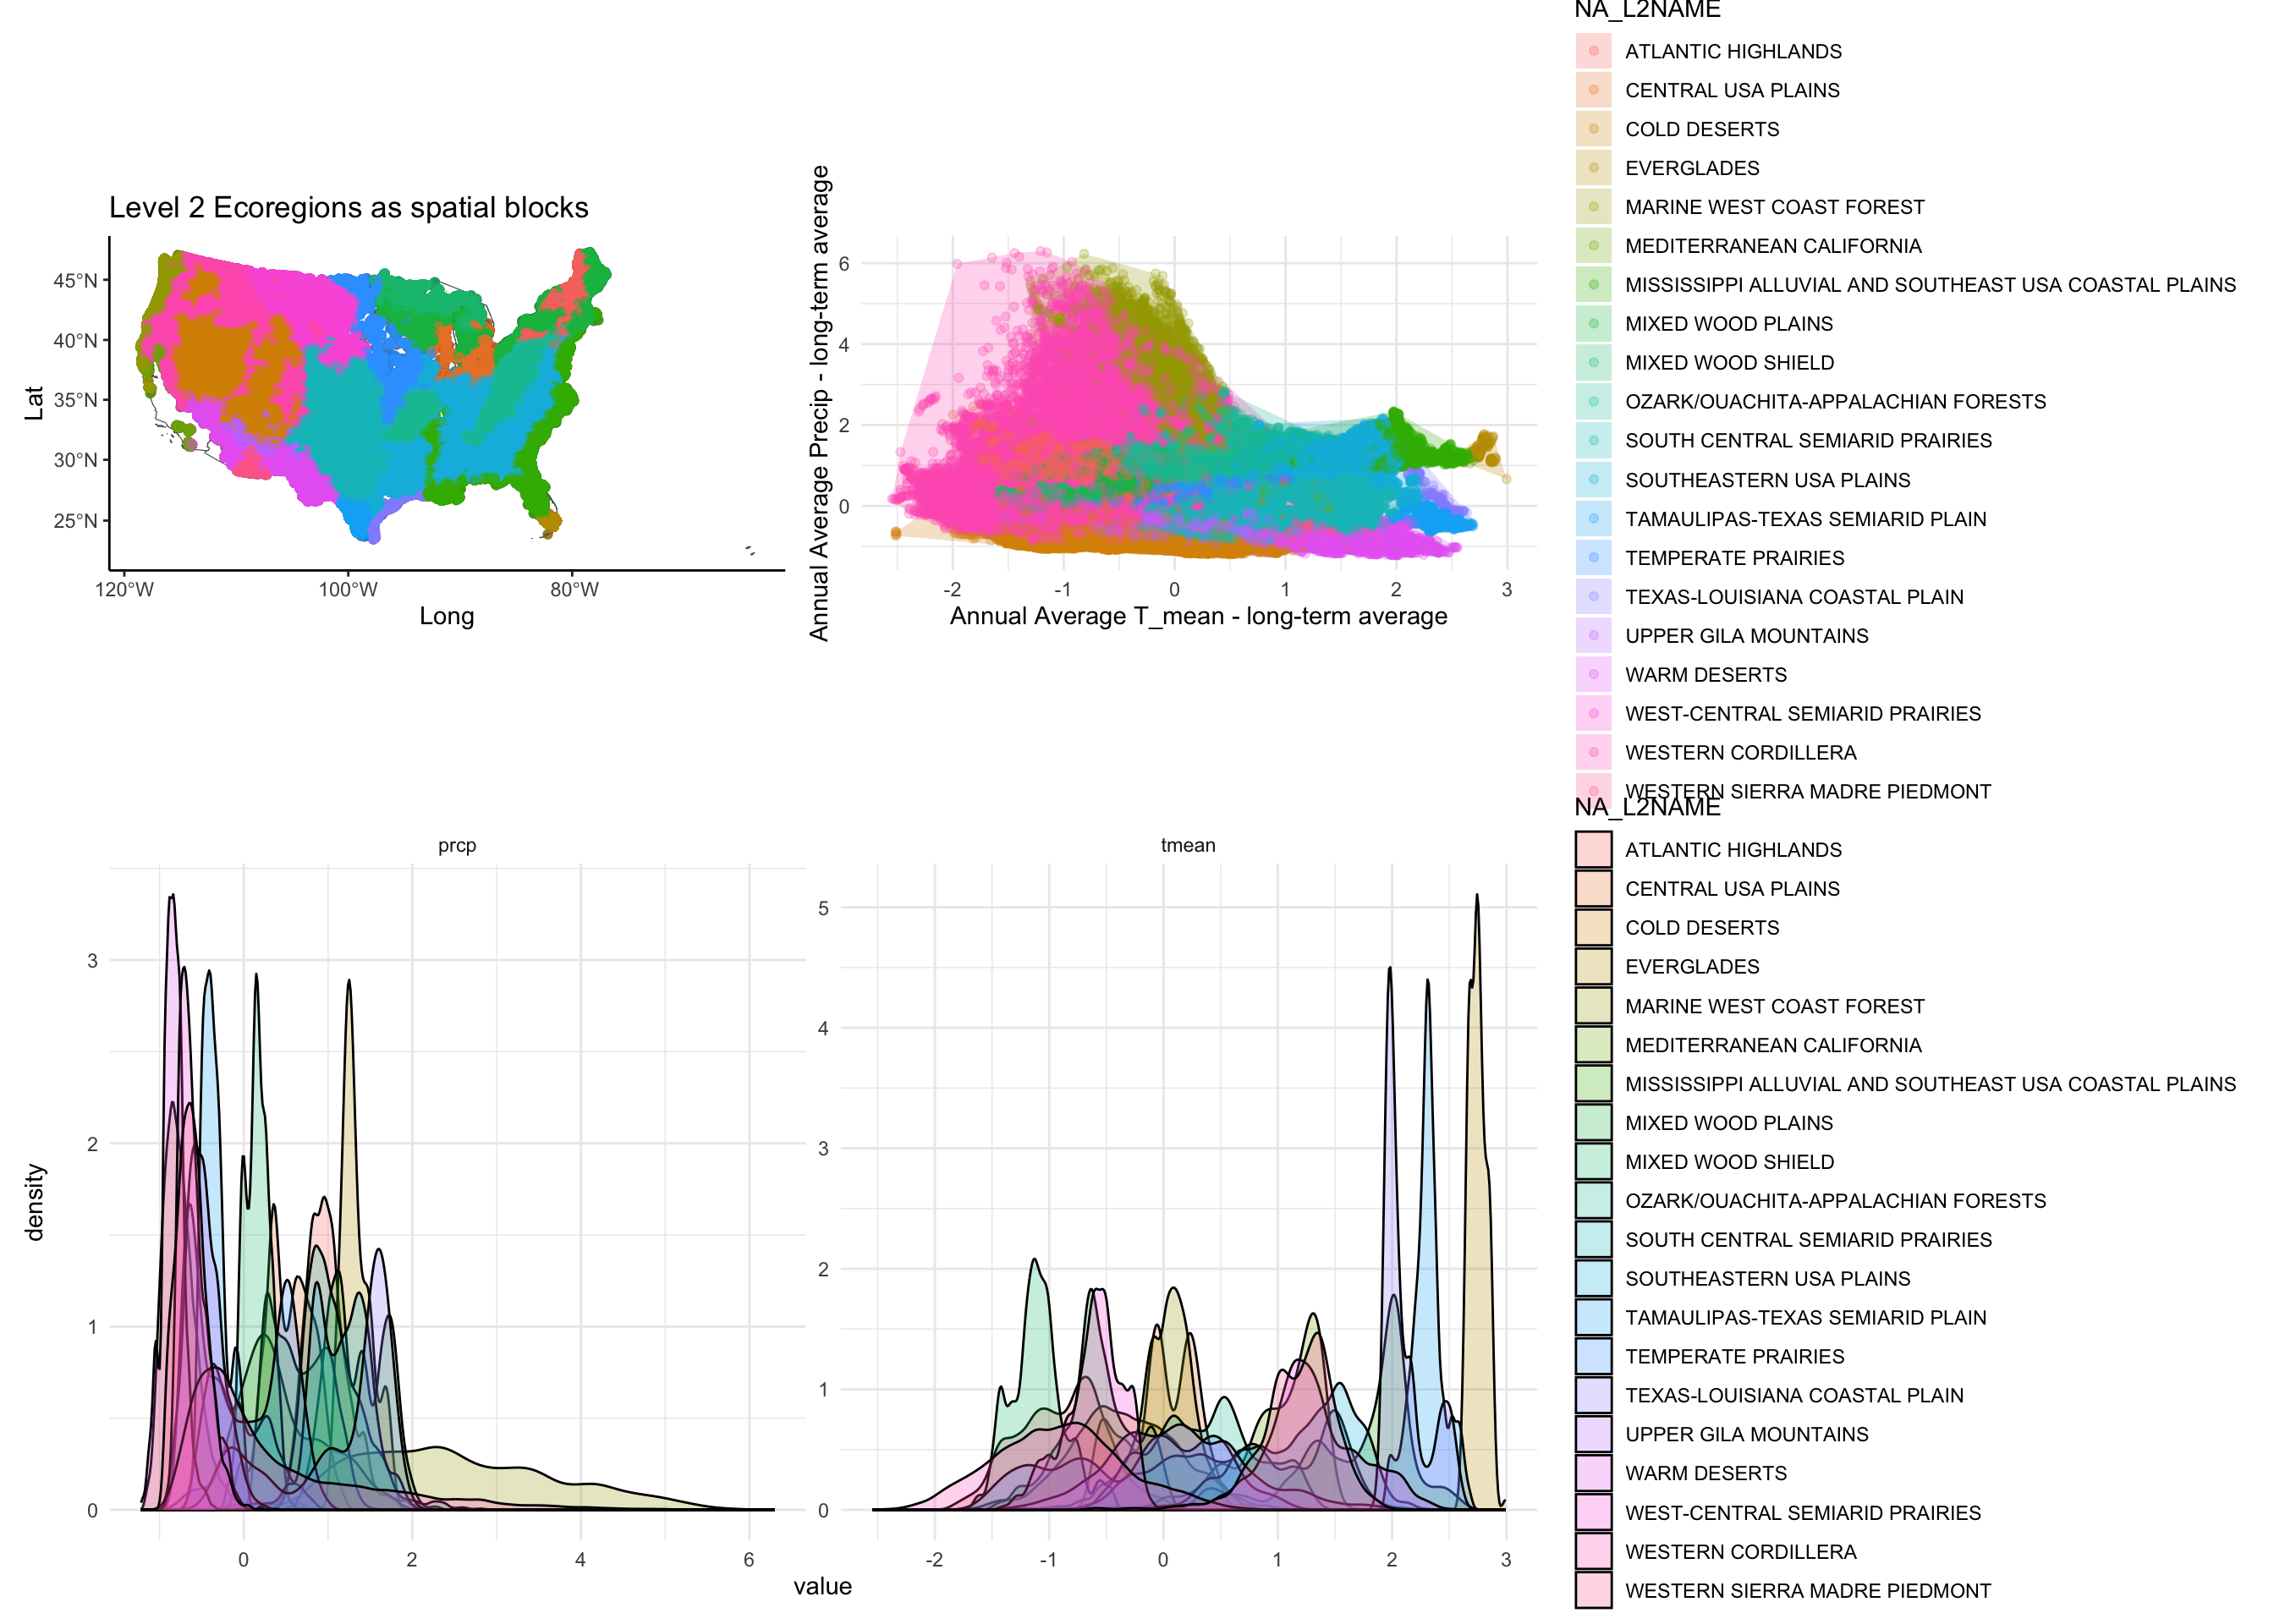 Level 2 Ecoregions as spatial blocks
Lat
45°N
40°N
35°N
30°N
25°N
120°W
100°W
80°W
Long
Annual Average Precip - long-term average
6
4
2
0
-2
-1
0
1
2
3
Annual Average T_mean - long-term average
NA_L2NAME
ATLANTIC HIGHLANDS
CENTRAL USA PLAINS
COLD DESERTS
EVERGLADES
MARINE WEST COAST FOREST
MEDITERRANEAN CALIFORNIA
MISSISSIPPI ALLUVIAL AND SOUTHEAST USA COASTAL PLAINS
MIXED WOOD PLAINS
MIXED WOOD SHIELD
OZARK/OUACHITA-APPALACHIAN FORESTS
SOUTH CENTRAL SEMIARID PRAIRIES
SOUTHEASTERN USA PLAINS
TAMAULIPAS-TEXAS SEMIARID PLAIN
TEMPERATE PRAIRIES
TEXAS-LOUISIANA COASTAL PLAIN
UPPER GILA MOUNTAINS
WARM DESERTS
WEST-CENTRAL SEMIARID PRAIRIES
WESTERN CORDILLERA
WESTERN SIERRA MADRE PIEDMONT
prcp
density
3
2
1
0
0
2
4
6
tmean
5
4
3
2
1
0
-2
-1
0
1
2
3
value
NA_L2NAME
ATLANTIC HIGHLANDS
CENTRAL USA PLAINS
COLD DESERTS
EVERGLADES
MARINE WEST COAST FOREST
MEDITERRANEAN CALIFORNIA
MISSISSIPPI ALLUVIAL AND SOUTHEAST USA COASTAL PLAINS
MIXED WOOD PLAINS
MIXED WOOD SHIELD
OZARK/OUACHITA-APPALACHIAN FORESTS
SOUTH CENTRAL SEMIARID PRAIRIES
SOUTHEASTERN USA PLAINS
TAMAULIPAS-TEXAS SEMIARID PLAIN
TEMPERATE PRAIRIES
TEXAS-LOUISIANA COASTAL PLAIN
UPPER GILA MOUNTAINS
WARM DESERTS
WEST-CENTRAL SEMIARID PRAIRIES
WESTERN CORDILLERA
WESTERN SIERRA MADRE PIEDMONT